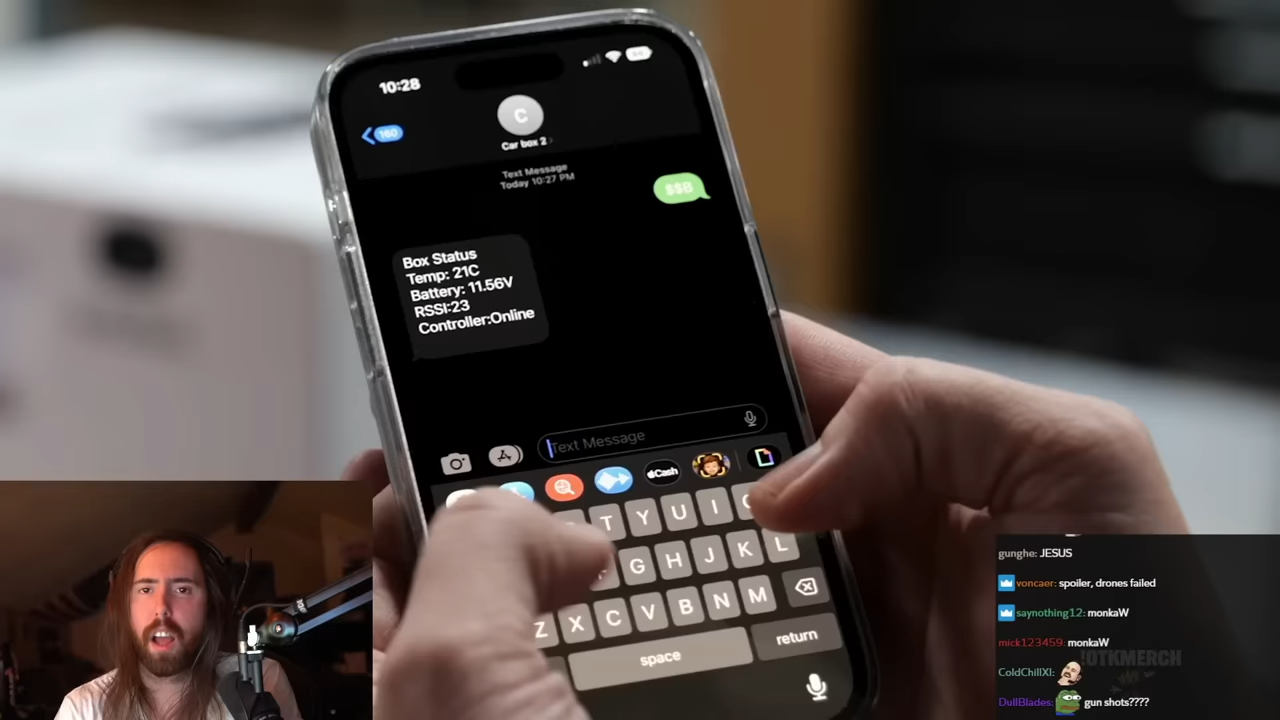 10:28
160
C
Car box 2
Text Message
Today 10:27 PM
$$B
Box Status
Temp: 21C
Battery: 11.56V
RSSI:23
Controller:Online
Text Message
Cash
T Y U I
G H J K L
Z X C V B N M
space
return
gunghe: JESUS
voncaer: spoiler, drones failed
saynothing12: monkaW
mick123459: monkaW
!OTKMERCH
ColdChillXI:
DullBlades: gun shots????